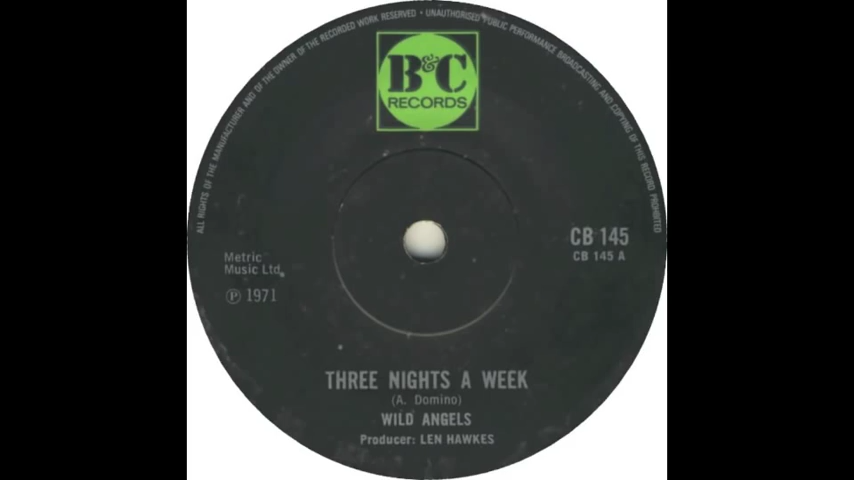 ALL RIGHTS OF THE MANUFACTURER AND OF THE OWNER OF THE RECORDED WORK RESERVED • UNAUTHORISED PUBLIC PERFORMANCE BROADCASTING AND COPYING OF THIS RECORD PROHIBITED
B&C
RECORDS
CB 145
CB 145 A
Metric
Music Ltd.
Ⓟ 1971
THREE NIGHTS A WEEK
(A. Domino)
WILD ANGELS
Producer: LEN HAWKES